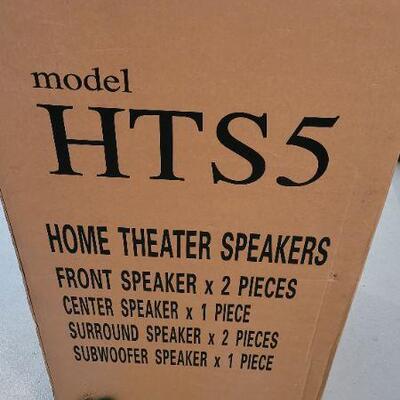 model
HTS5
HOME THEATER SPEAKERS
FRONT SPEAKER x 2 PIECES
CENTER SPEAKER x 1 PIECE
SURROUND SPEAKER x 2 PIECES
SUBWOOFER SPEAKER x 1 PIECE